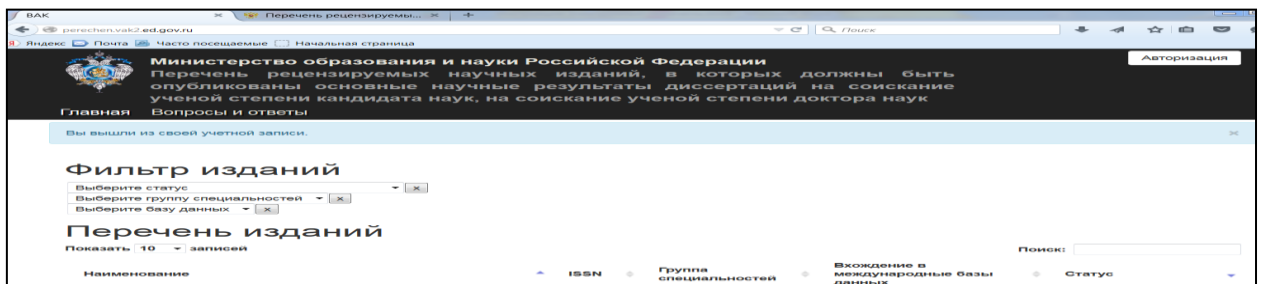 ВАК
Перечень рецензируемы...
perechen.vak2.ed.gov.ru
Поиск
Яндекс Почта Часто посещаемые Начальная страница
Министерство образования и науки Российской Федерации
Авторизация
Перечень рецензируемых научных изданий, в которых должны быть
опубликованы основные научные результаты диссертаций на соискание
ученой степени кандидата наук, на соискание ученой степени доктора наук
Главная Вопросы и ответы
Вы вышли из своей учетной записи.
Фильтр изданий
Выберите статус
Выберите группу специальностей
Выберите базу данных
Перечень изданий
Показать 10 записей
Поиск:
Наименование
ISSN
Группа
специальностей
Вхождение в
международные базы
данных
Статус